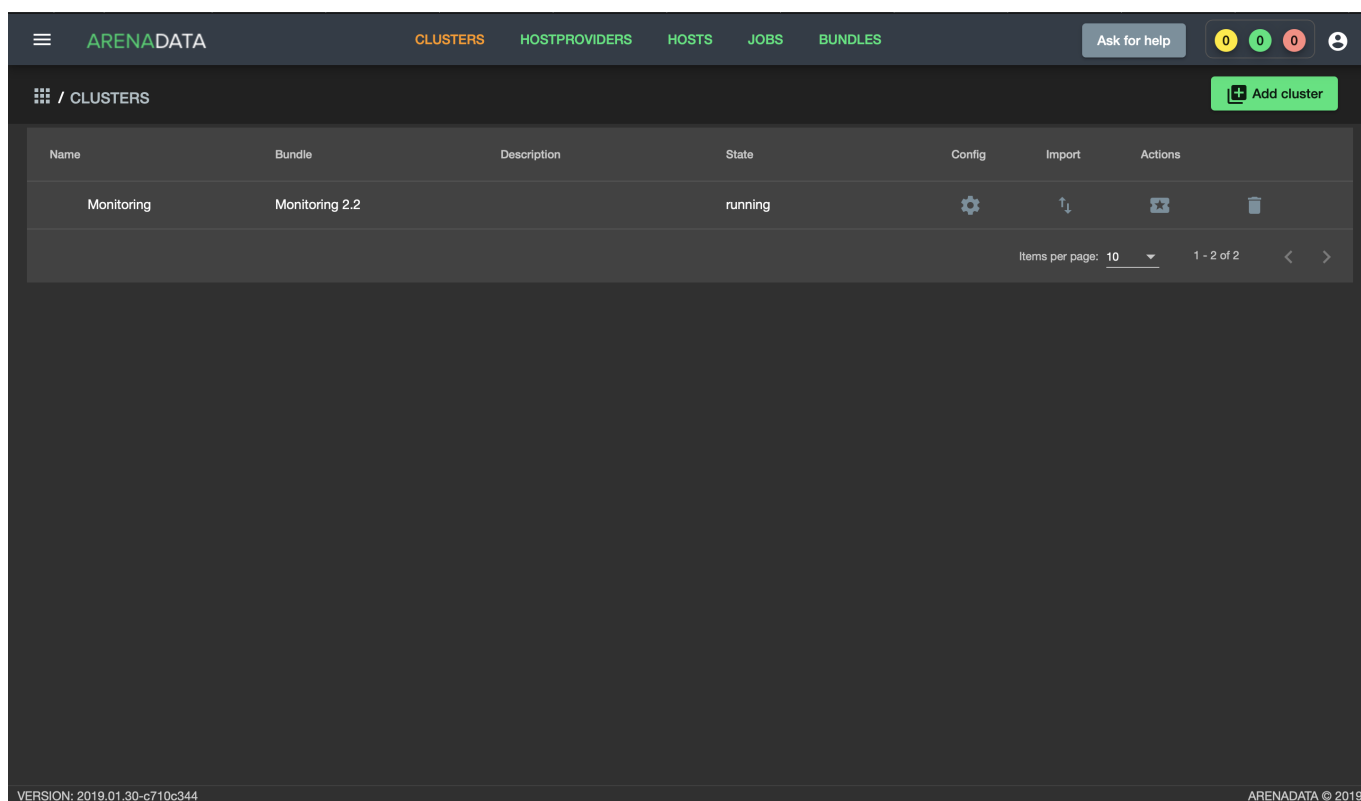 ARENADATA CLUSTERS HOSTPROVIDERS HOSTS JOBS BUNDLES Ask for help 0 0 0
/ CLUSTERS Add cluster
Name Bundle Description State Config Import Actions
Monitoring Monitoring 2.2 running
Items per page: 10 1 - 2 of 2
VERSION: 2019.01.30-c710c344 ARENADATA © 2019